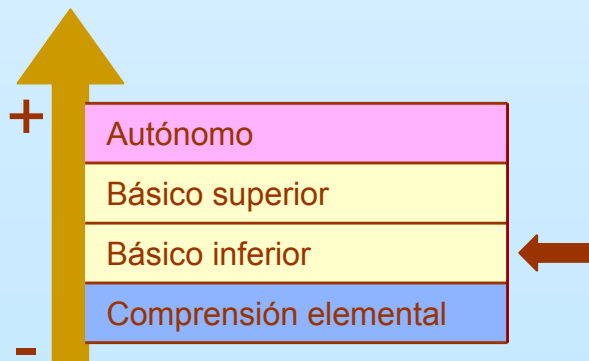 +
Autónomo
Básico superior
Básico inferior
Comprensión elemental
-